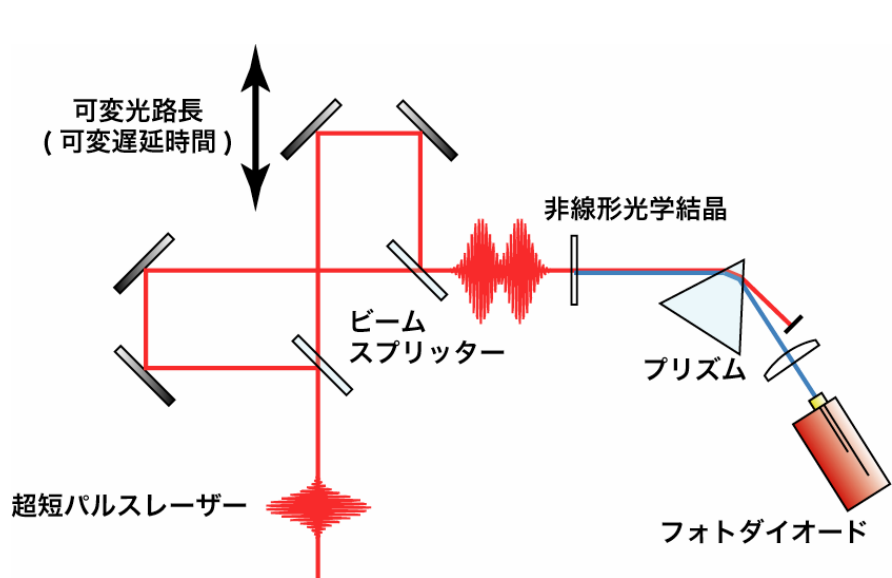 可変光路長
( 可変遅延時間 )
非線形光学結晶
ビーム
スプリッター
プリズム
超短パルスレーザー
フォトダイオード